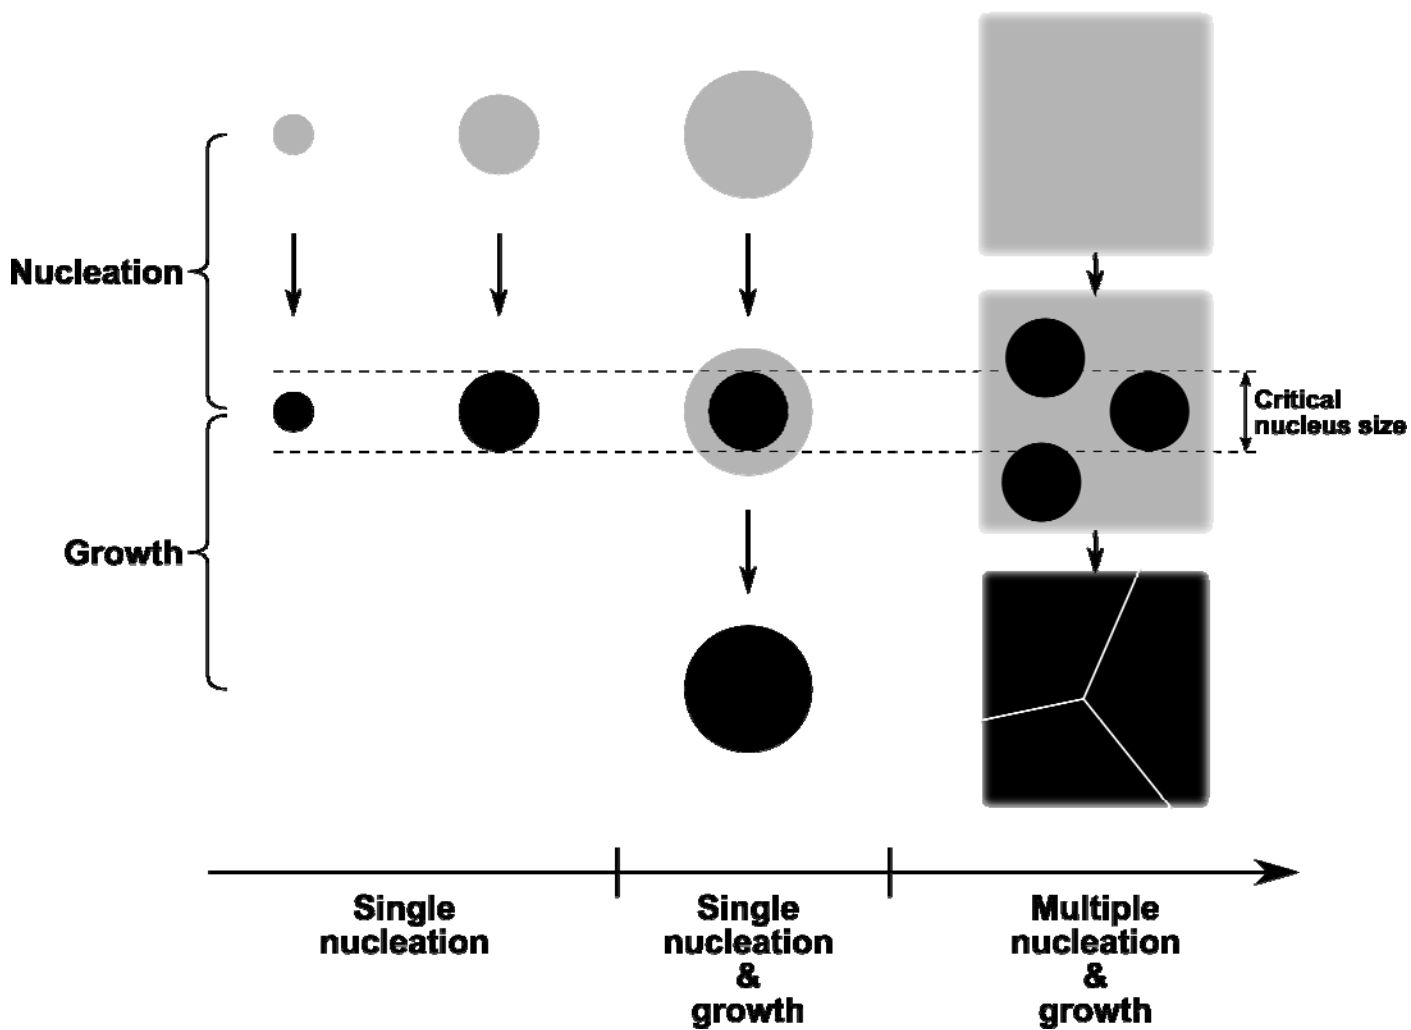 Nucleation
Critical
nucleus size
Growth
Single
nucleation
Single
nucleation
&
growth
Multiple
nucleation
&
growth